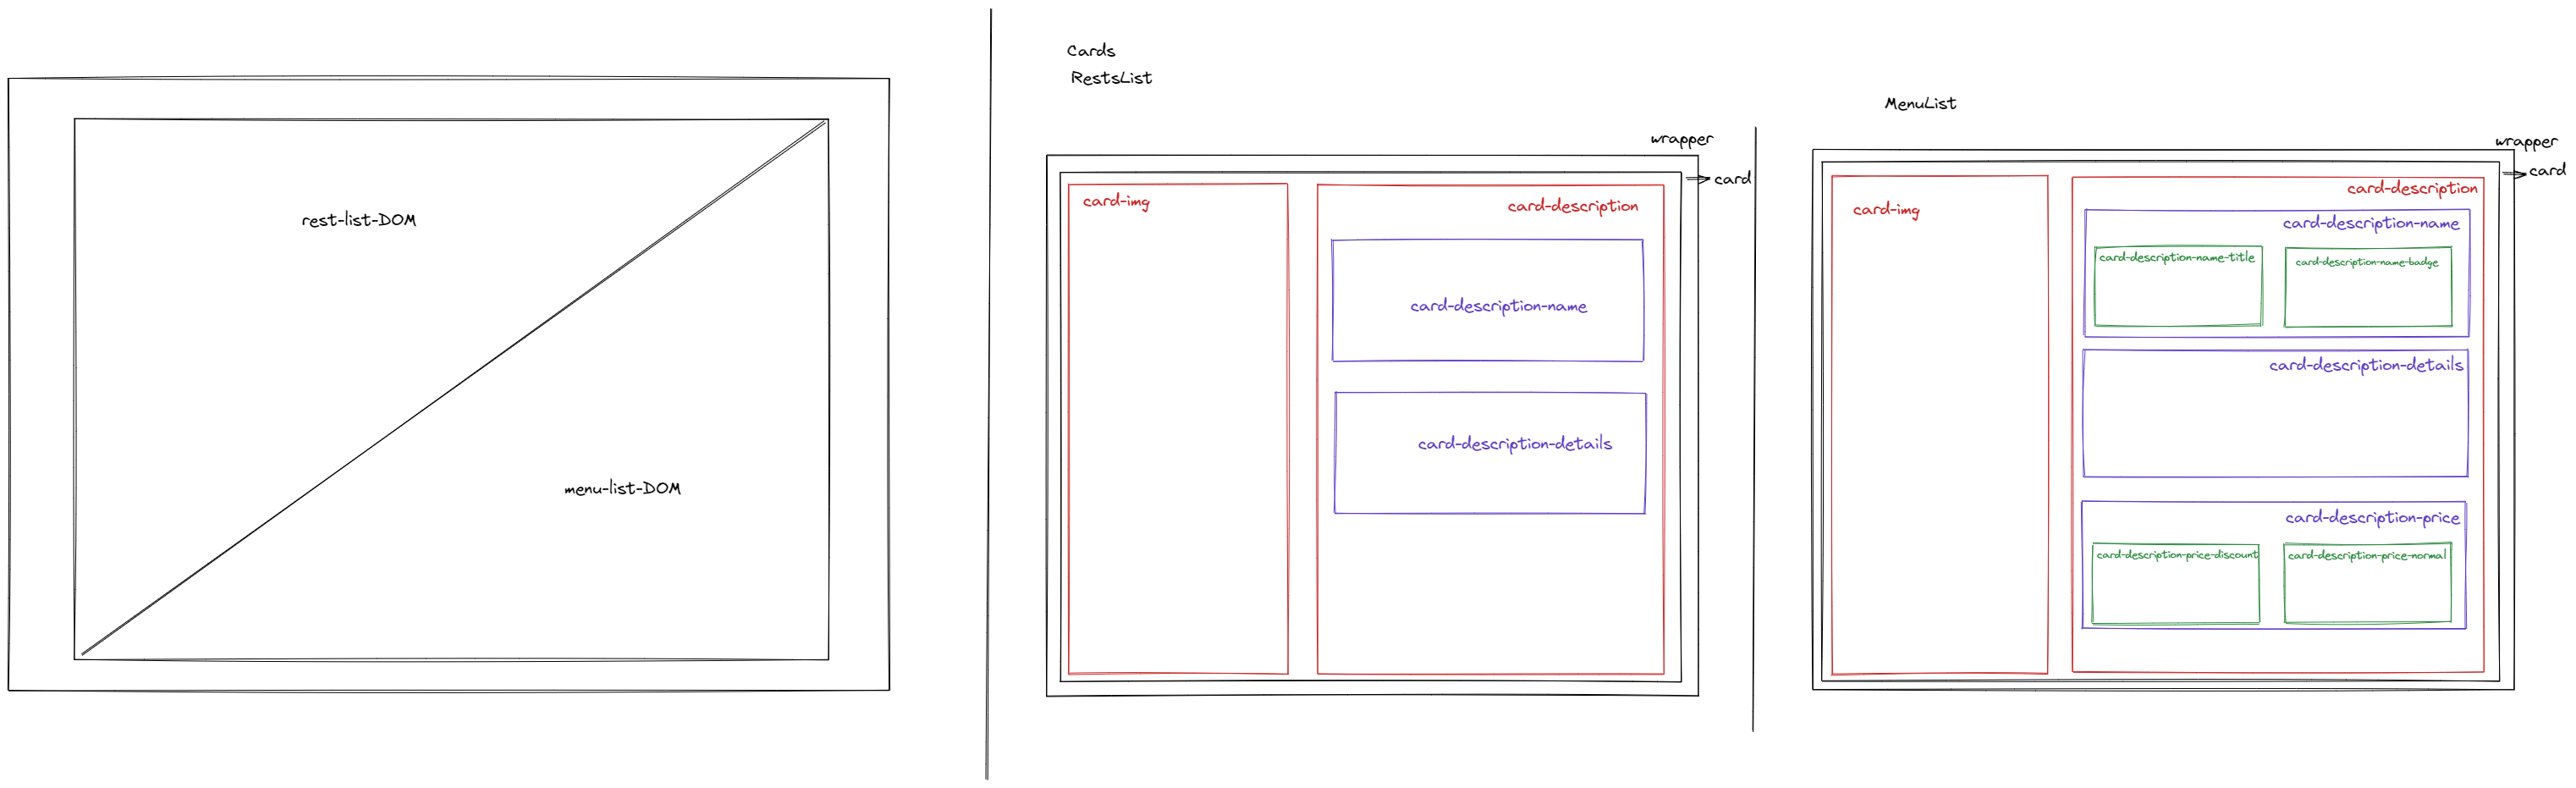 rest-list-DOM
menu-list-DOM
Cards
RestsList
wrapper
card
card-img
card-description
card-description-name
card-description-details
MenuList
wrapper
card
card-img
card-description
card-description-name
card-description-name-title
card-description-name-badge
card-description-details
card-description-price
card-description-price-discount
card-description-price-normal